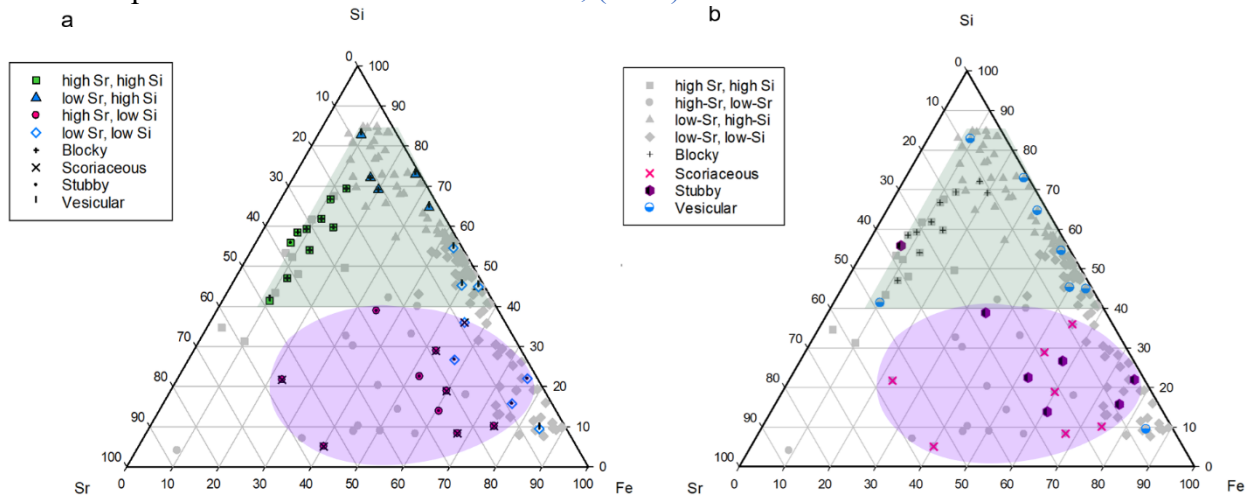 a
Si
high Sr, high Si
low Sr, high Si
high Sr, low Si
low Sr, low Si
Blocky
Scoriaceous
Stubby
Vesicular
0
10
20
30
40
50
60
70
80
90
100
100
90
80
70
60
50
40
30
20
10
0
0 10 20 30 40 50 60 70 80 90 100
Sr
Fe
b
Si
high Sr, high Si
high-Sr, low-Sr
low-Sr, high-Si
low-Sr, low-Si
Blocky
Scoriaceous
Stubby
Vesicular
0
10
20
30
40
50
60
70
80
90
100
100
90
80
70
60
50
40
30
20
10
0
0 10 20 30 40 50 60 70 80 90 100
Sr
Fe